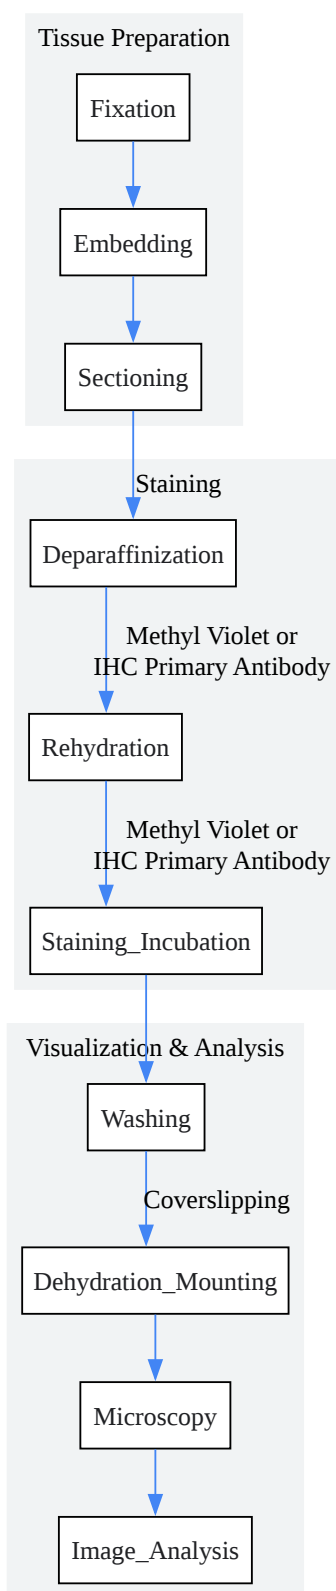 Tissue Preparation
Fixation
Embedding
Sectioning
Staining
Deparaffinization
Methyl Violet or
IHC Primary Antibody
Rehydration
Methyl Violet or
IHC Primary Antibody
Staining_Incubation
Visualization & Analysis
Washing
Coverslipping
Dehydration_Mounting
Microscopy
Image_Analysis